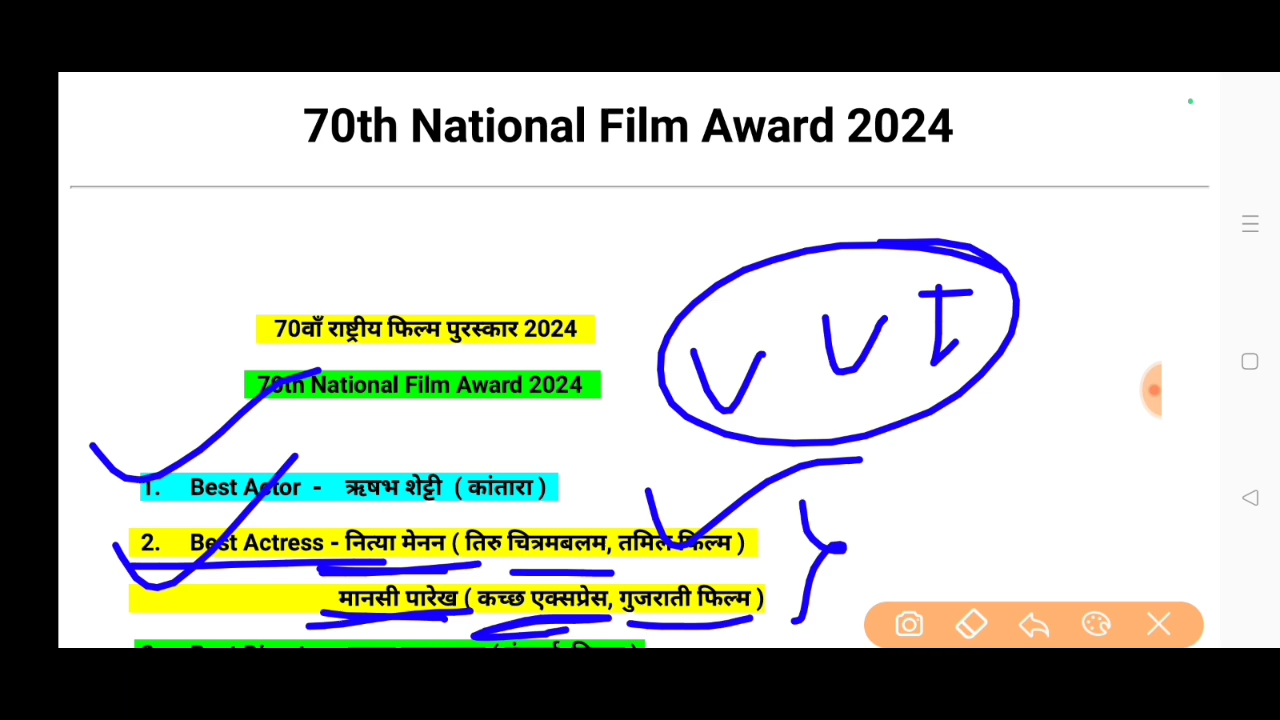 70th National Film Award 2024
V V I
70वाँ राष्ट्रीय फिल्म पुरस्कार 2024
70th National Film Award 2024
1. Best Actor - ऋषभ शेट्टी ( कांतारा )
2. Best Actress - नित्या मेनन ( तिरु चित्रमबलम, तमिल फिल्म )
मानसी पारेख ( कच्छ एक्सप्रेस, गुजराती फिल्म )